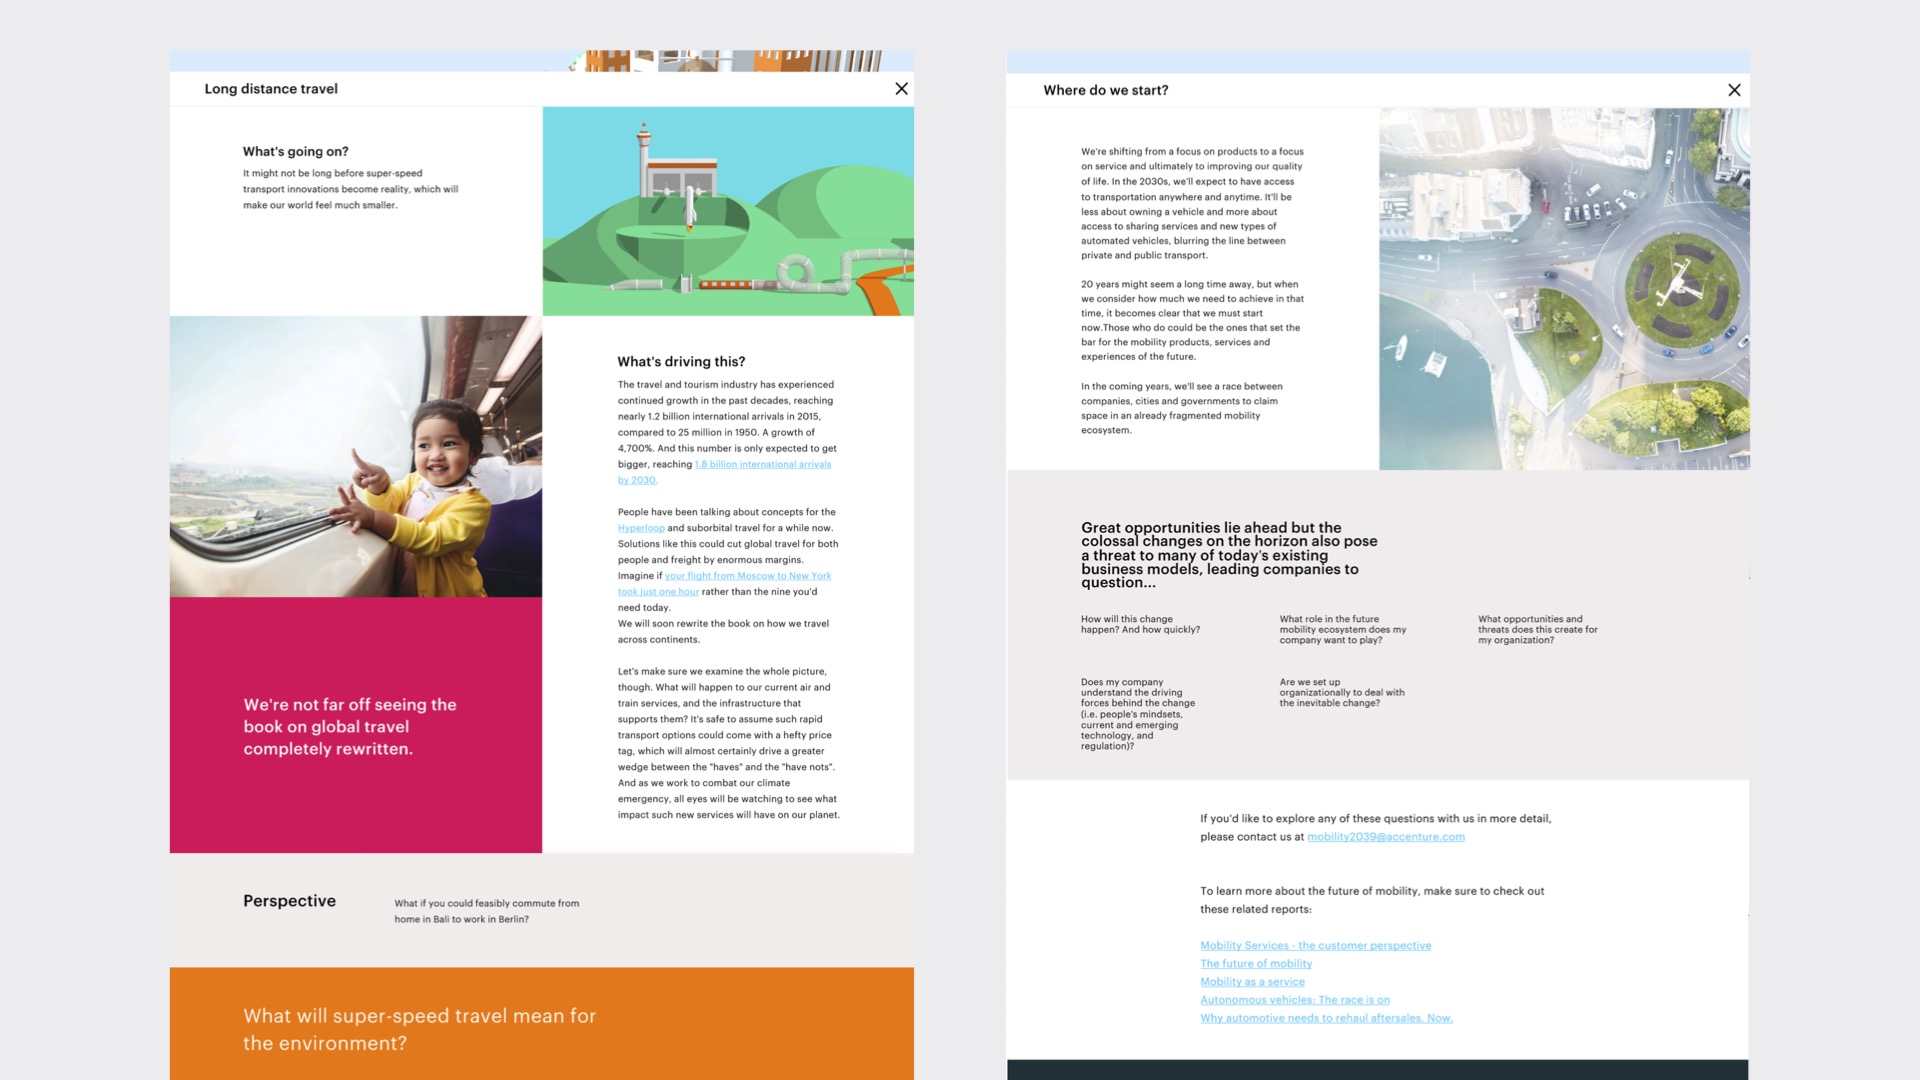 Long distance travel
What's going on?
It might not be long before super-speed
transport innovations become reality, which will
make our world feel much smaller.
What's driving this?
The travel and tourism industry has experienced
continued growth in the past decades, reaching
nearly 1.2 billion international arrivals in 2015,
compared to 25 million in 1950. A growth of
4,700%. And this number is only expected to get
bigger, reaching 1.8 billion international arrivals
by 2030.
People have been talking about concepts for the
Hyperloop and suborbital travel for a while now.
Solutions like this could cut global travel for both
people and freight by enormous margins.
Imagine if your flight from Moscow to New York
took just one hour rather than the nine you'd
need today.
We will soon rewrite the book on how we travel
across continents.
Let's make sure we examine the whole picture,
though. What will happen to our current air and
train services, and the infrastructure that
supports them? It's safe to assume such rapid
transport options could come with a hefty price
tag, which will almost certainly drive a greater
wedge between the "haves" and the "have nots".
And as we work to combat our climate
emergency, all eyes will be watching to see what
impact such new services will have on our planet.
We're not far off seeing the
book on global travel
completely rewritten.
Perspective
What if you could feasibly commute from
home in Bali to work in Berlin?
What will super-speed travel mean for
the environment?
Where do we start?
We're shifting from a focus on products to a focus
on service and ultimately to improving our quality
of life. In the 2030s, we'll expect to have access
to transportation anywhere and anytime. It'll be
less about owning a vehicle and more about
access to sharing services and new types of
automated vehicles, blurring the line between
private and public transport.
20 years might seem a long time away, but when
we consider how much we need to achieve in that
time, it becomes clear that we must start
now.Those who do could be the ones that set the
bar for the mobility products, services and
experiences of the future.
In the coming years, we'll see a race between
companies, cities and governments to claim
space in an already fragmented mobility
ecosystem.
Great opportunities lie ahead but the
colossal changes on the horizon also pose
a threat to many of today's existing
business models, leading companies to
question...
How will this change
happen? And how quickly?
What role in the future
mobility ecosystem does my
company want to play?
What opportunities and
threats does this create for
my organization?
Does my company
understand the driving
forces behind the change
(i.e. people's mindsets,
current and emerging
technology, and
regulation)?
Are we set up
organizationally to deal with
the inevitable change?
If you'd like to explore any of these questions with us in more detail,
please contact us at mobility2039@accenture.com
To learn more about the future of mobility, make sure to check out
these related reports:
Mobility Services - the customer perspective
The future of mobility
Mobility as a service
Autonomous vehicles: The race is on
Why automotive needs to rehaul aftersales. Now.